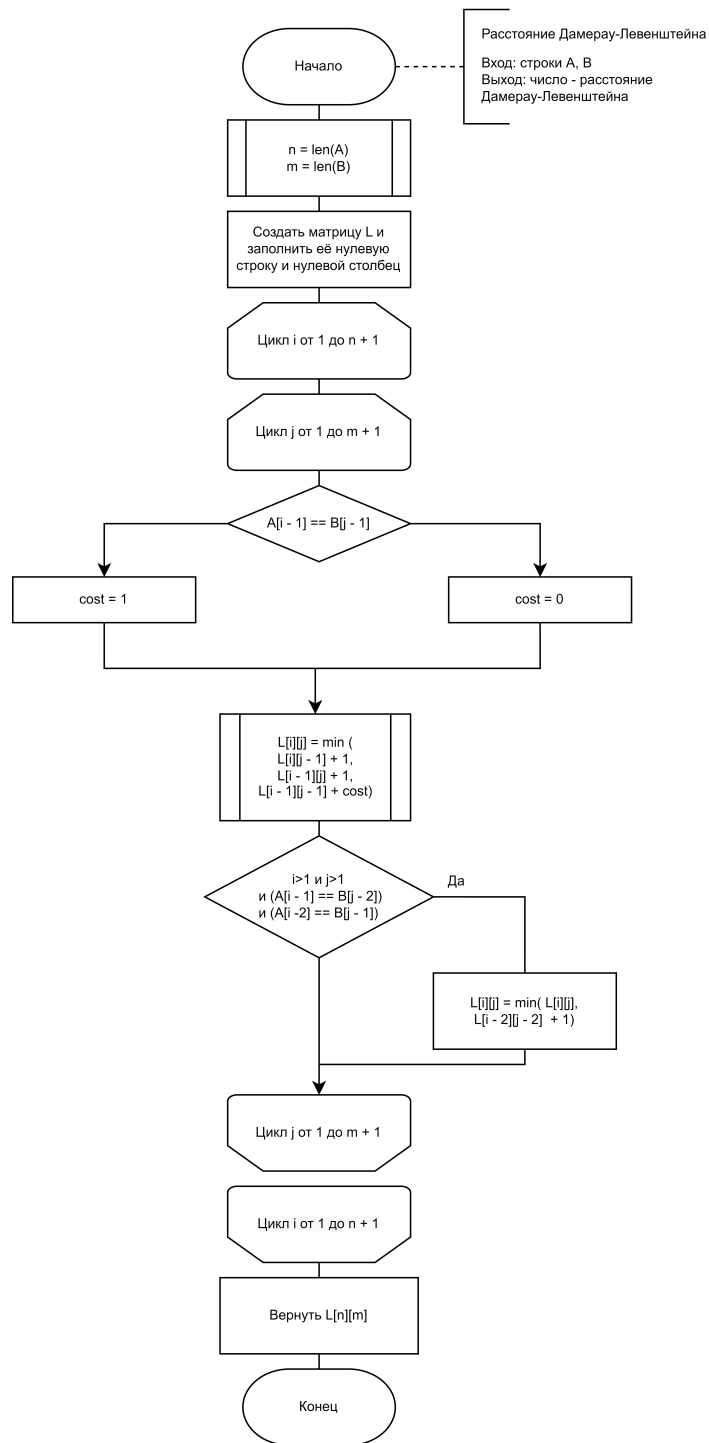 Расстояние Дамерау-Левенштейна
Вход: строки A, B
Выход: число - расстояние
Дамерау-Левенштейна
Начало
n = len(A)
m = len(B)
Создать матрицу L и
заполнить её нулевую
строку и нулевой столбец
Цикл i от 1 до n + 1
Цикл j от 1 до m + 1
A[i - 1] == B[j - 1]
cost = 1
cost = 0
L[i][j] = min (
L[i][j - 1] + 1,
L[i - 1][j] + 1,
L[i - 1][j - 1] + cost)
i>1 и j>1
и (A[i - 1] == B[j - 2])
и (A[i -2] == B[j - 1])
Да
L[i][j] = min( L[i][j],
L[i - 2][j - 2]  + 1)
Цикл j от 1 до m + 1
Цикл i от 1 до n + 1
Вернуть L[n][m]
Конец